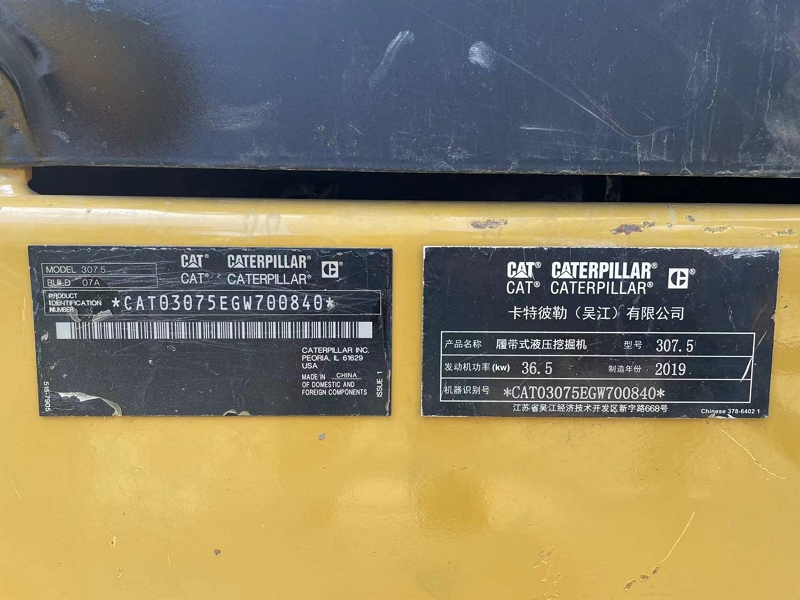 MODEL 307.5
BUILD 07A
CAT CATERPILLAR® C
CAT® CATERPILLAR®
PRODUCT
IDENTIFICATION
NUMBER
*CAT03075EGW700840*
CATERPILLAR INC.
PEORIA, IL 61629
USA
MADE IN CHINA
OF DOMESTIC AND
FOREIGN COMPONENTS
515-7905
ISSUE 1
CAT® CATERPILLAR® C
CAT® CATERPILLAR®
卡特彼勒（吴江）有限公司
产品名称 履带式液压挖掘机 型号 307.5
发动机功率(kw) 36.5 制造年份 2019
机器识别号 *CAT03075EGW700840*
江苏省吴江经济技术开发区新字路668号
Chinese 378-6402 1